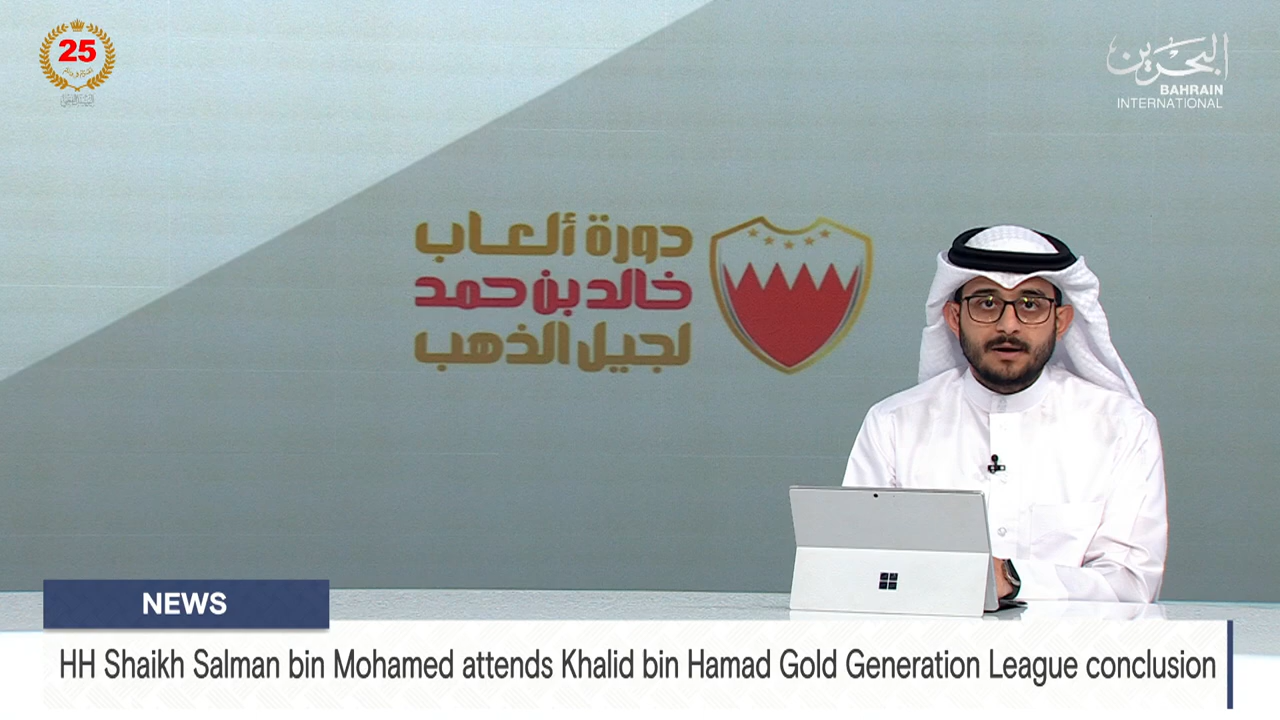 25
البحرين
BAHRAIN
INTERNATIONAL
دورة ألعاب
خالد بن حمد
لجيل الذهب
NEWS
HH Shaikh Salman bin Mohamed attends Khalid bin Hamad Gold Generation League conclusion